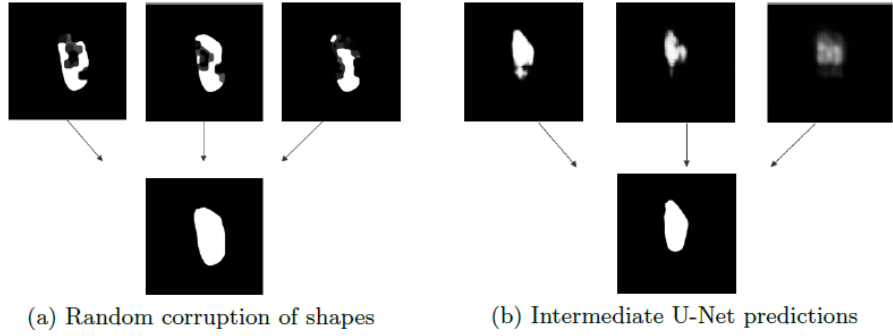 (a) Random corruption of shapes
(b) Intermediate U-Net predictions